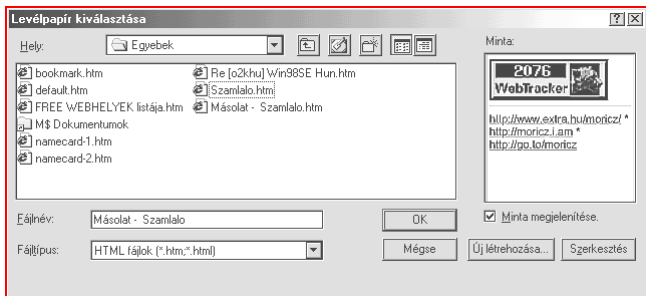 Levélpapír kiválasztása
Hely: Egyebek
bookmark.htm
default.htm
FREE WEBHELYEK listája.htm
M$ Dokumentumok
namecard-1.htm
namecard-2.htm
Re [o2khu] Win98SE Hun.htm
Szamlalo.htm
Másolat - Szamlalo.htm
Minta:
2076
WebTracker
http://www.extra.hu/moricz/ *
http://moricz.i.am *
http://go.to/moricz
Fájlnév: Másolat - Szamlalo
OK
Minta megjelenítése.
Fájltípus: HTML fájlok (*.htm;*.html)
Mégse
Új létrehozása...
Szerkesztés